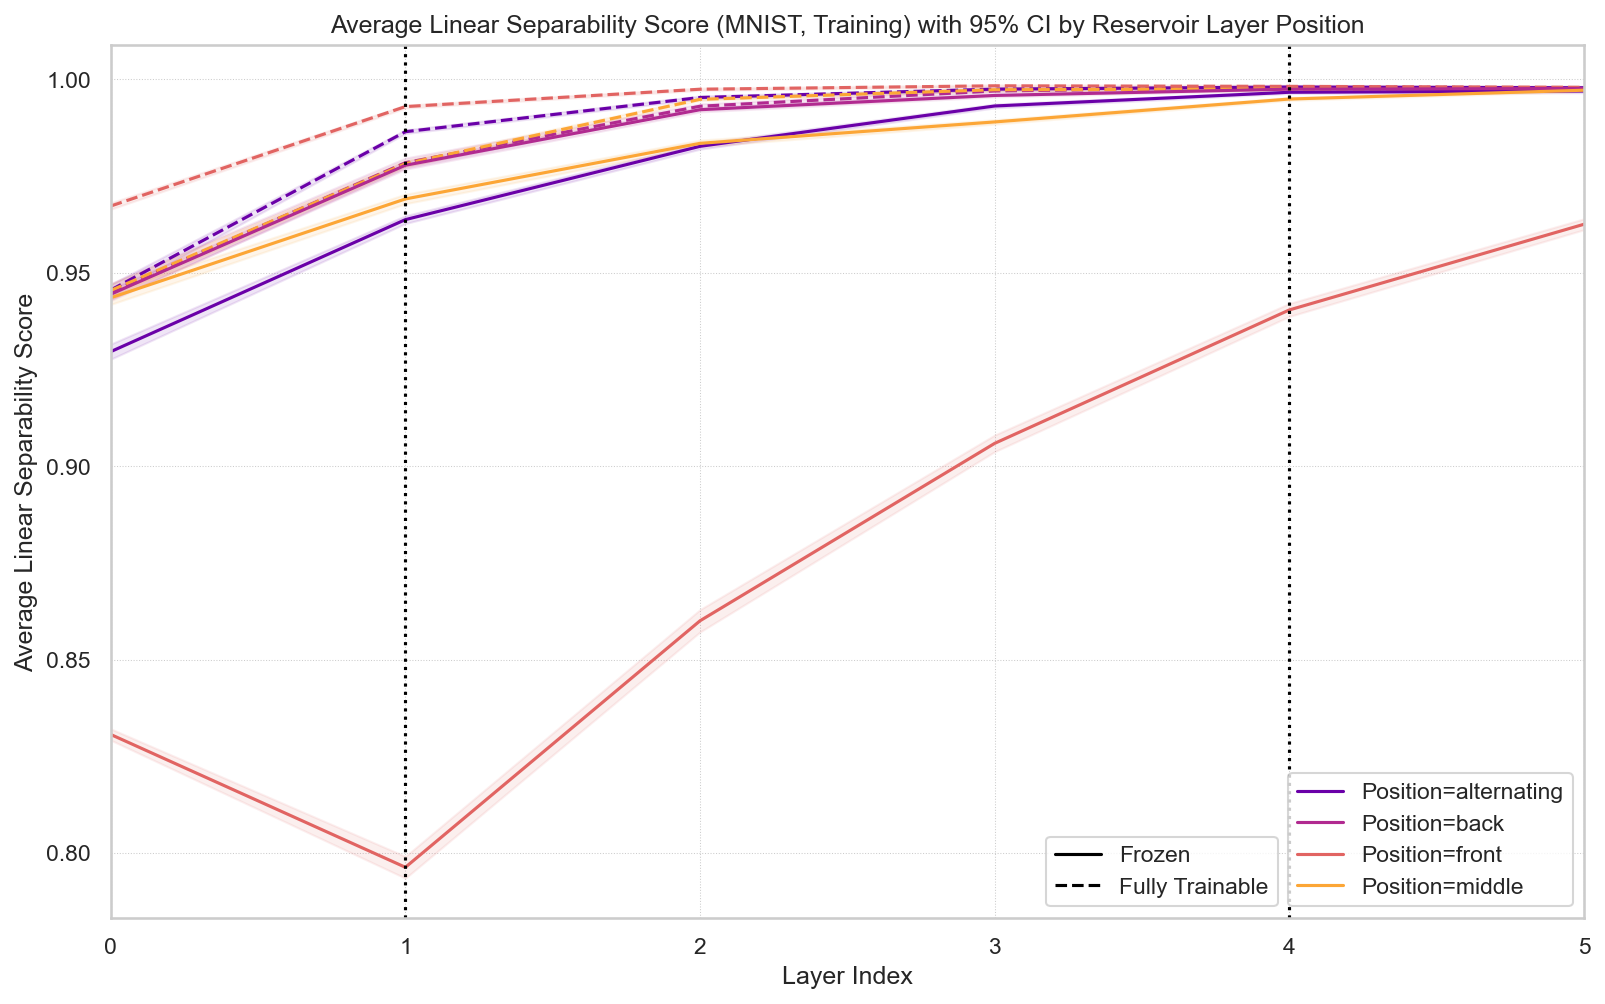 Average Linear Separability Score (MNIST, Training) with 95% CI by Reservoir Layer Position
Average Linear Separability Score
1.00
0.95
0.90
0.85
0.80
0
1
2
3
4
5
Layer Index
Frozen
Fully Trainable
Position=alternating
Position=back
Position=front
Position=middle